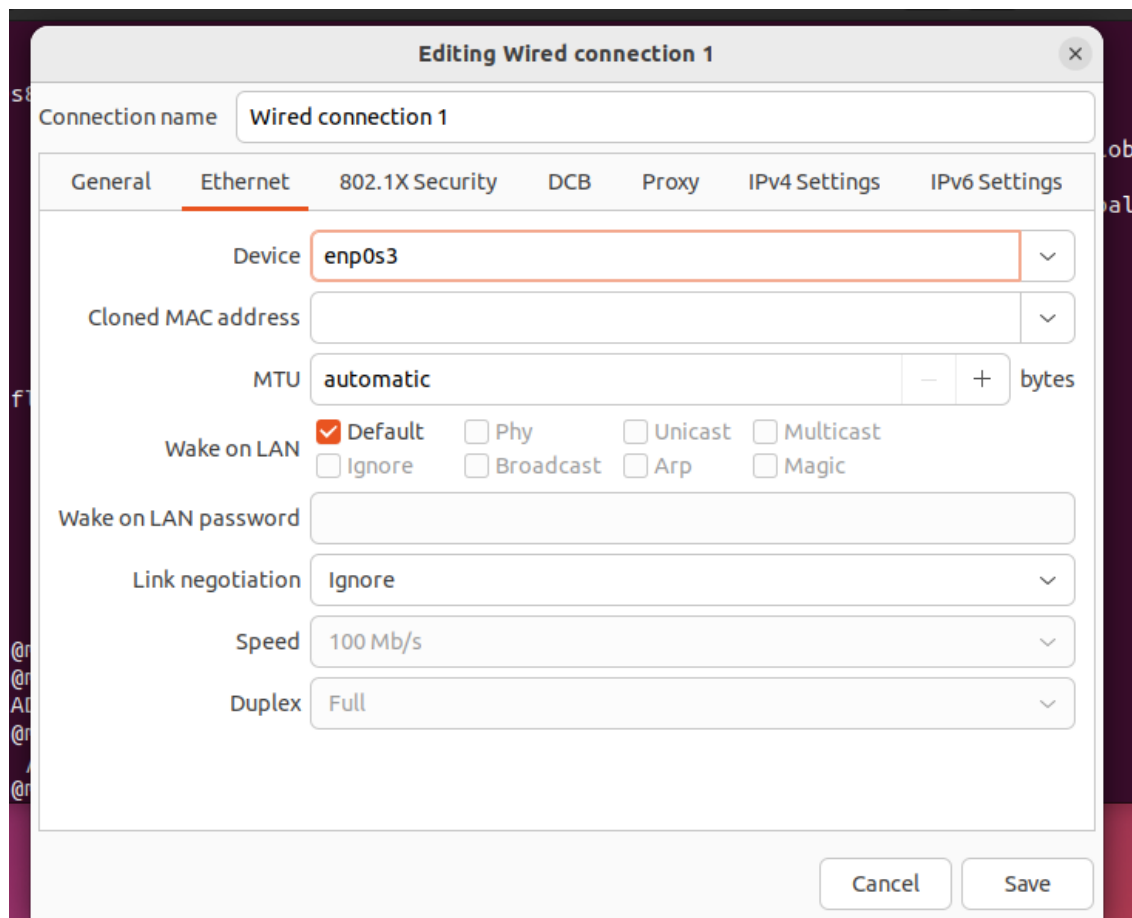 Editing Wired connection 1
Connection name Wired connection 1
General Ethernet 802.1X Security DCB Proxy IPv4 Settings IPv6 Settings
Device enp0s3
Cloned MAC address
MTU automatic bytes
Wake on LAN
Default Phy Unicast Multicast
Ignore Broadcast Arp Magic
Wake on LAN password
Link negotiation Ignore
Speed 100 Mb/s
Duplex Full
Cancel Save